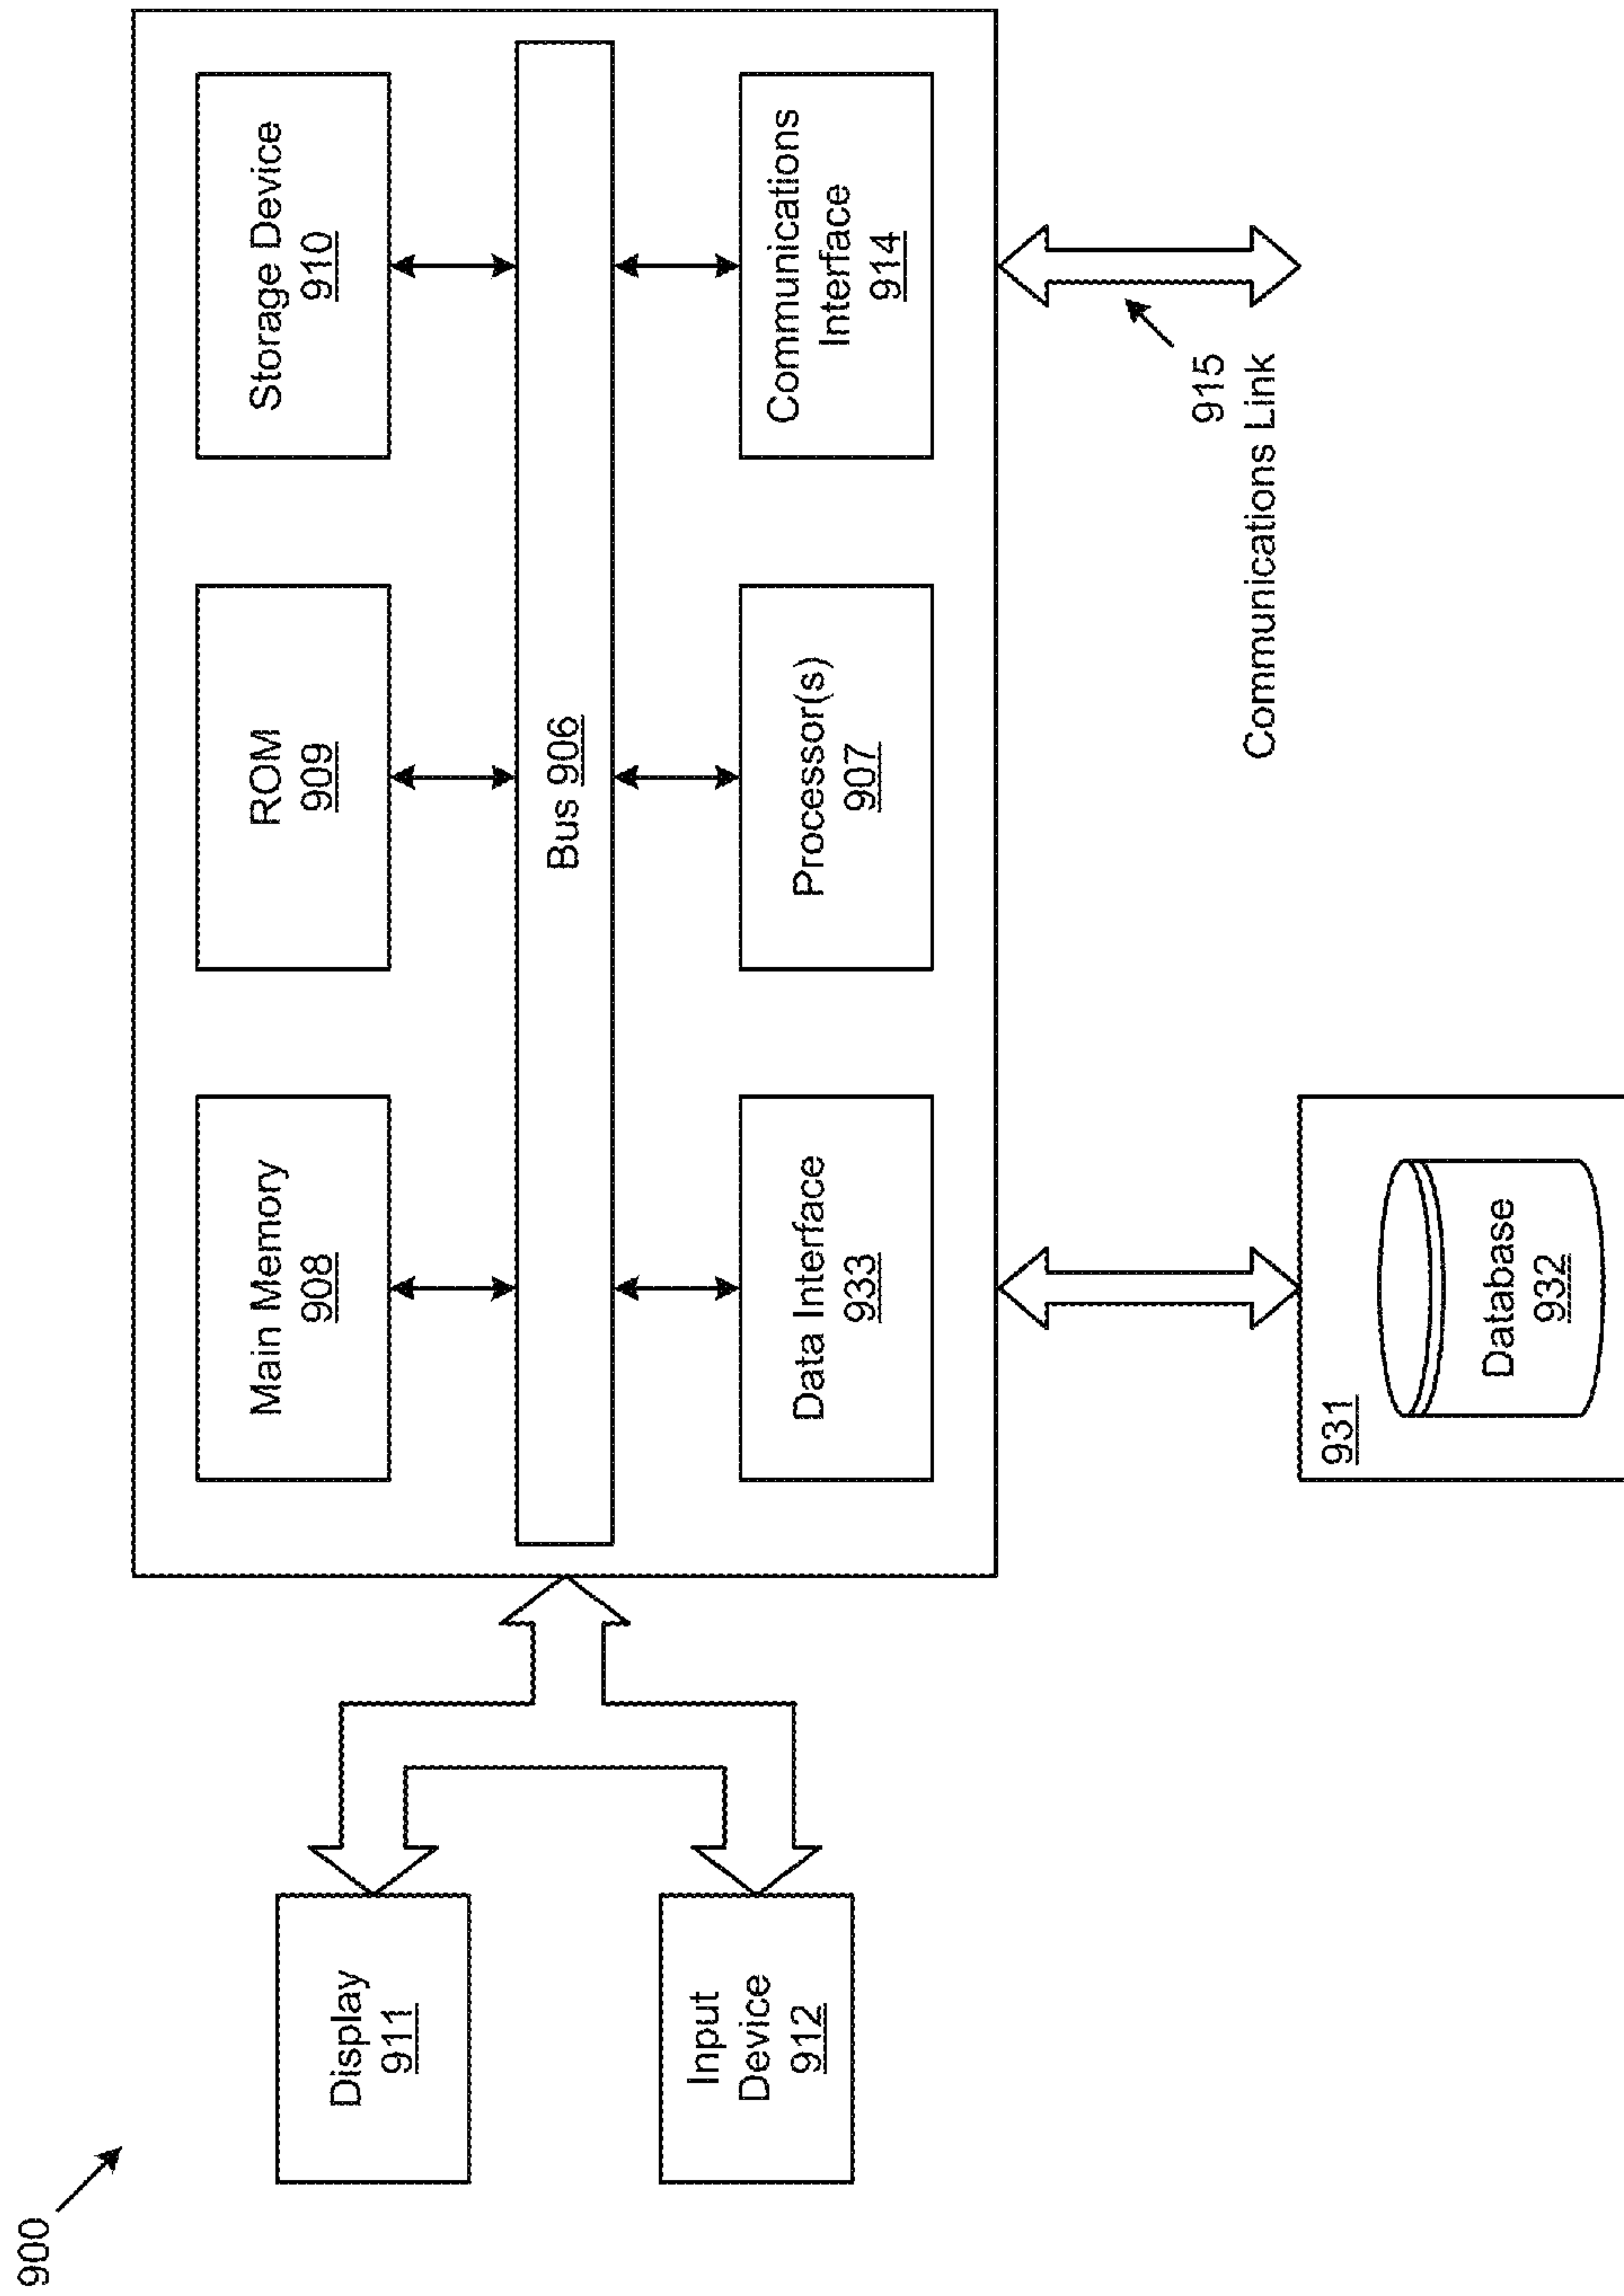 900
Display
911
Input
Device
912
Main Memory
908
ROM
909
Storage Device
910
Bus 906
Data Interface
933
Processor(s)
907
Communications
Interface
914
931
Database
932
915
Communications Link